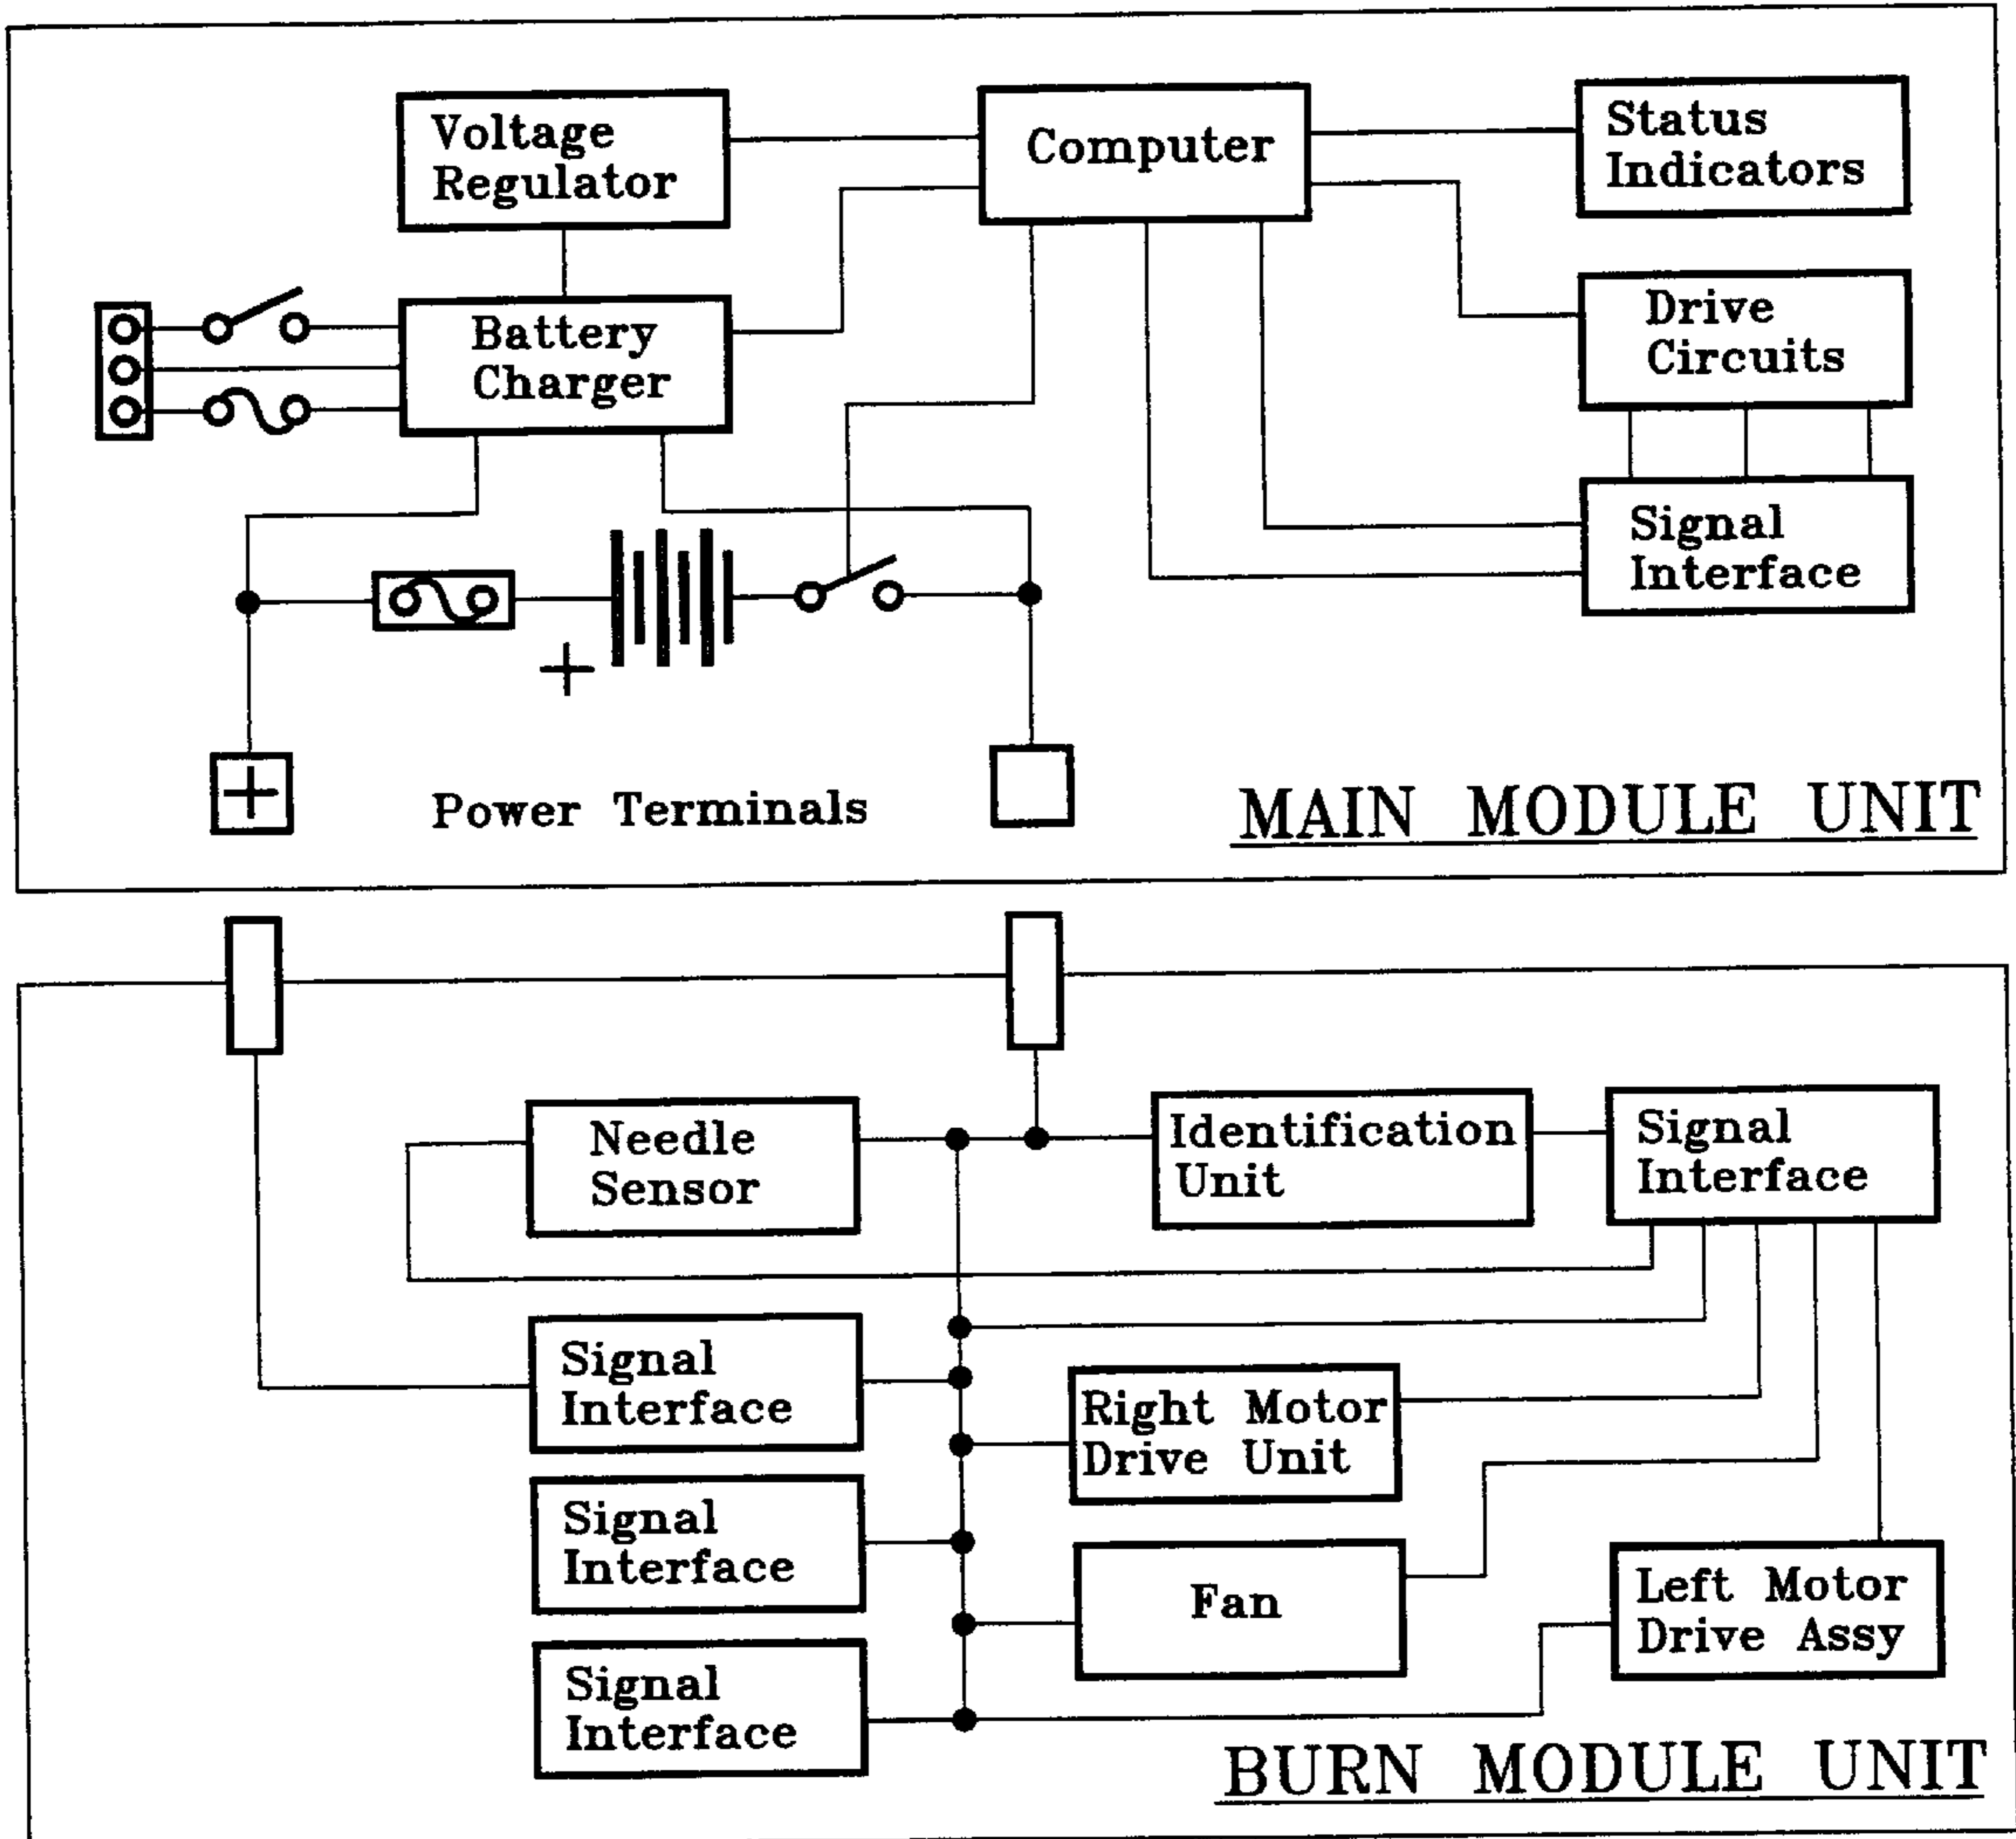 Voltage
Regulator
Computer
Status
Indicators
Battery
Charger
Drive
Circuits
Signal
Interface
+
+
Power Terminals
MAIN MODULE UNIT
Needle
Sensor
Identification
Unit
Signal
Interface
Signal
Interface
Right Motor
Drive Unit
Signal
Interface
Fan
Left Motor
Drive Assy
Signal
Interface
BURN MODULE UNIT